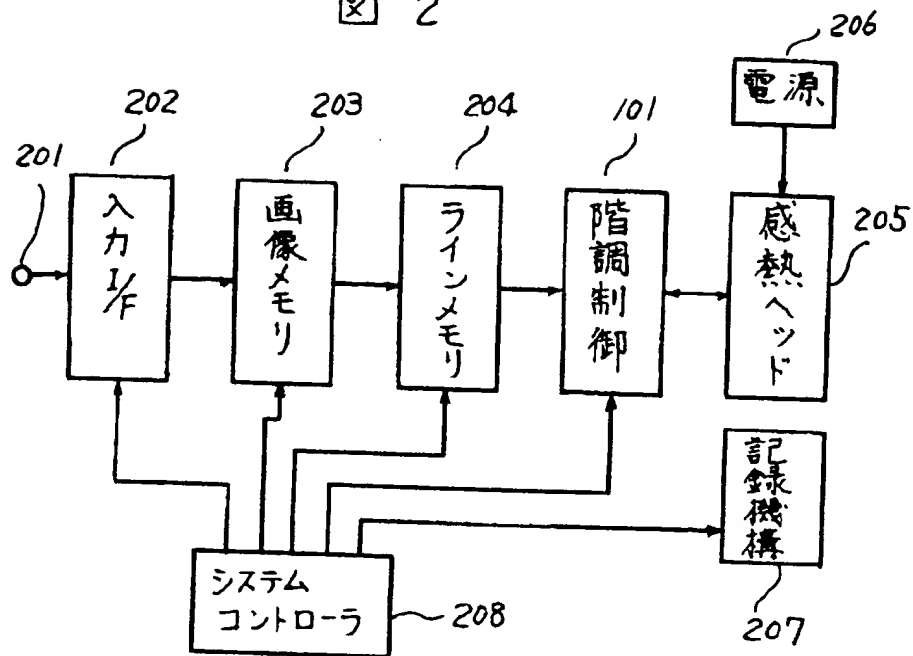 図 2
206
電源
202
203
204
101
201
入力I/F
画像メモリ
ラインメモリ
階調制御
感熱ヘッド
205
記録機構
207
システム
コントローラ
208